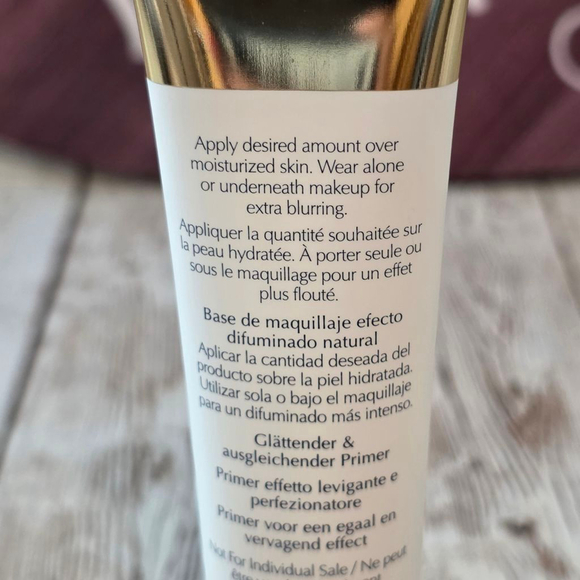 Apply desired amount over
moisturized skin. Wear alone
or underneath makeup for
extra blurring.
Appliquer la quantité souhaitée sur
la peau hydratée. À porter seule ou
sous le maquillage pour un effet
plus flouté.
Base de maquillaje efecto
difuminado natural
Aplicar la cantidad deseada del
producto sobre la piel hidratada.
Utilizar sola o bajo el maquillaje
para un difuminado más intenso.
Glättender &
ausgleichender Primer
Primer effetto levigante e
perfezionatore
Primer voor een egaal en
vervagend effect
Not For Individual Sale / Ne peut